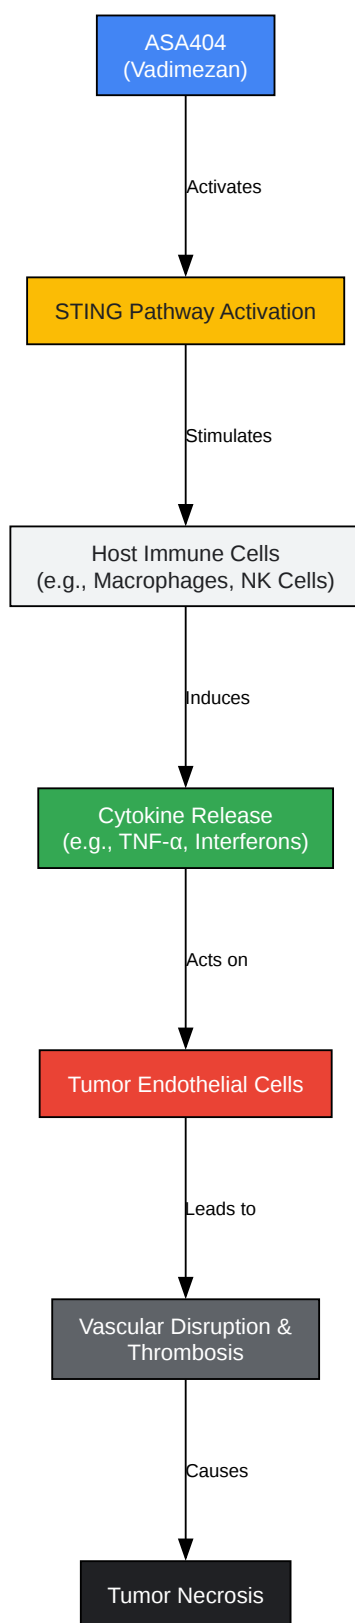 ASA404
(Vadimezan)
Activates
STING Pathway Activation
Stimulates
Host Immune Cells
(e.g., Macrophages, NK Cells)
Induces
Cytokine Release
(e.g., TNF-α, Interferons)
Acts on
Tumor Endothelial Cells
Leads to
Vascular Disruption &
Thrombosis
Causes
Tumor Necrosis